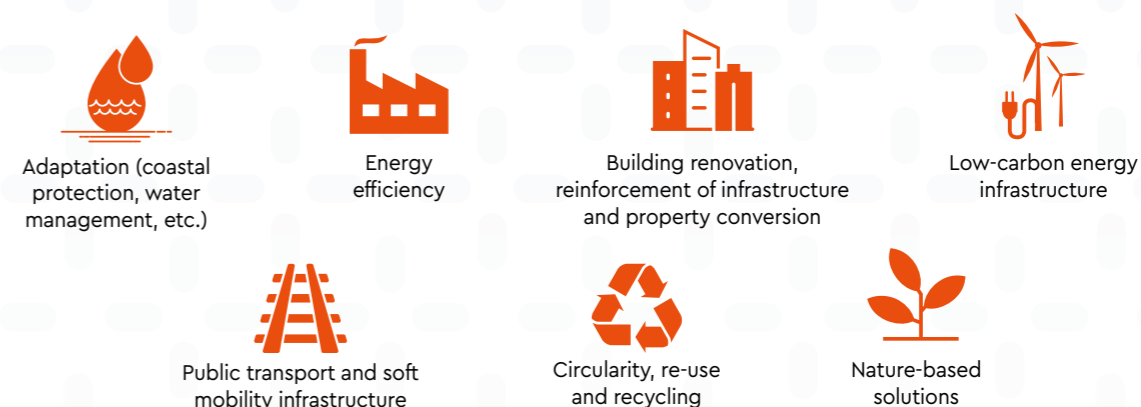 Adaptation (coastal
protection, water
management, etc.)
Energy
efficiency
Building renovation,
reinforcement of infrastructure
and property conversion
Low-carbon energy
infrastructure
Public transport and soft
mobility infrastructure
Circularity, re-use
and recycling
Nature-based
solutions